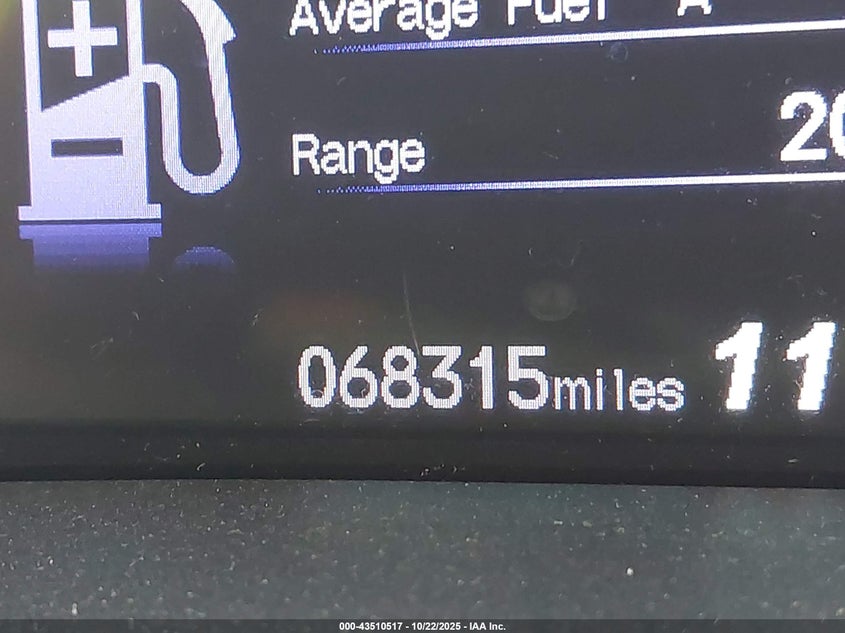 Average Fuel A
Range 20
068315miles 11
000-43510517 - 10/22/2025 - IAA Inc.